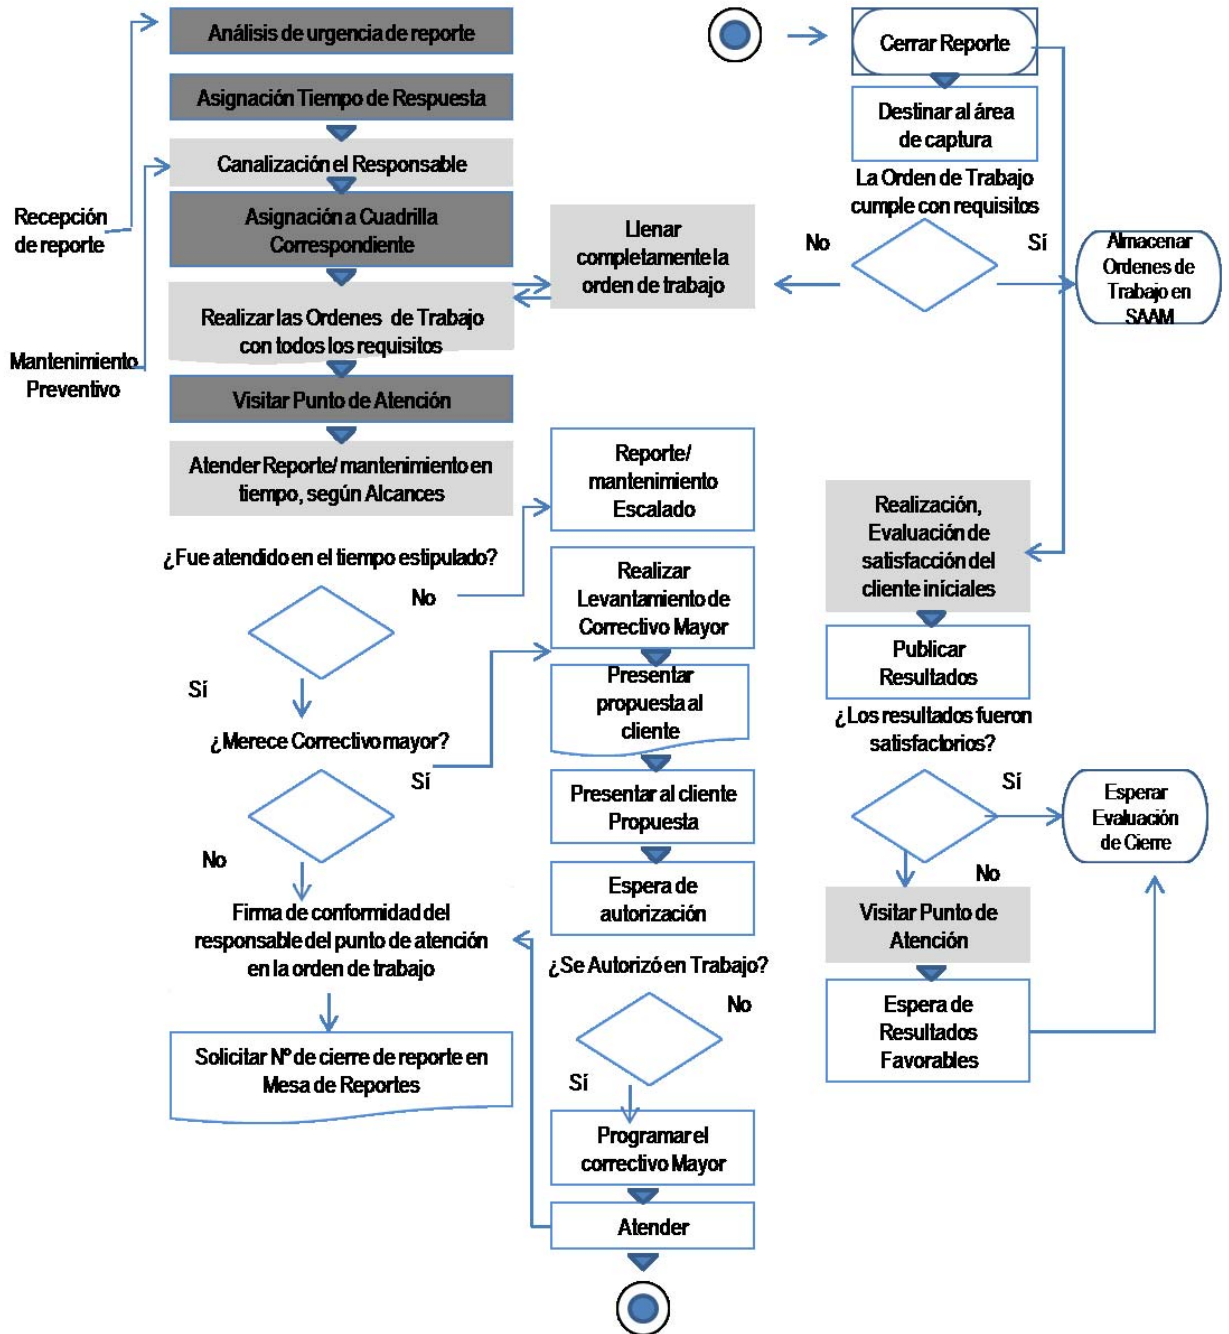 Análisis de urgencia de reporte
Asignación Tiempo de Respuesta
Canalización el Responsable
Asignación a Cuadrilla
Correspondiente
Recepción
de reporte
Realizar las Ordenes de Trabajo
con todos los requisitos
Mantenimiento
Preventivo
Visitar Punto de Atención
Atender Reporte/ mantenimiento en
tiempo, según Alcances
¿Fue atendido en el tiempo estipulado?
No
Sí
¿Merece Correctivo mayor?
Sí
No
Firma de conformidad del
responsable del punto de atención
en la orden de trabajo
Solicitar Nº de cierre de reporte en
Mesa de Reportes
Llenar
completamente la
orden de trabajo
Reporte/
mantenimiento
Escalado
Realizar
Levantamiento de
Correctivo Mayor
Presentar
propuesta al
cliente
Presentar al cliente
Propuesta
Espera de
autorización
¿Se Autorizó en Trabajo?
No
Sí
Programar el
correctivo Mayor
Atender
Cerrar Reporte
Destinar al área
de captura
La Orden de Trabajo
cumple con requisitos
No
Sí
Almacenar
Ordenes de
Trabajo en
SAAM
Realización,
Evaluación de
satisfacción del
cliente iníciales
Publicar
Resultados
¿Los resultados fueron
satisfactorios?
Sí
Esperar
Evaluación
de Cierre
No
Visitar Punto de
Atención
Espera de
Resultados
Favorables